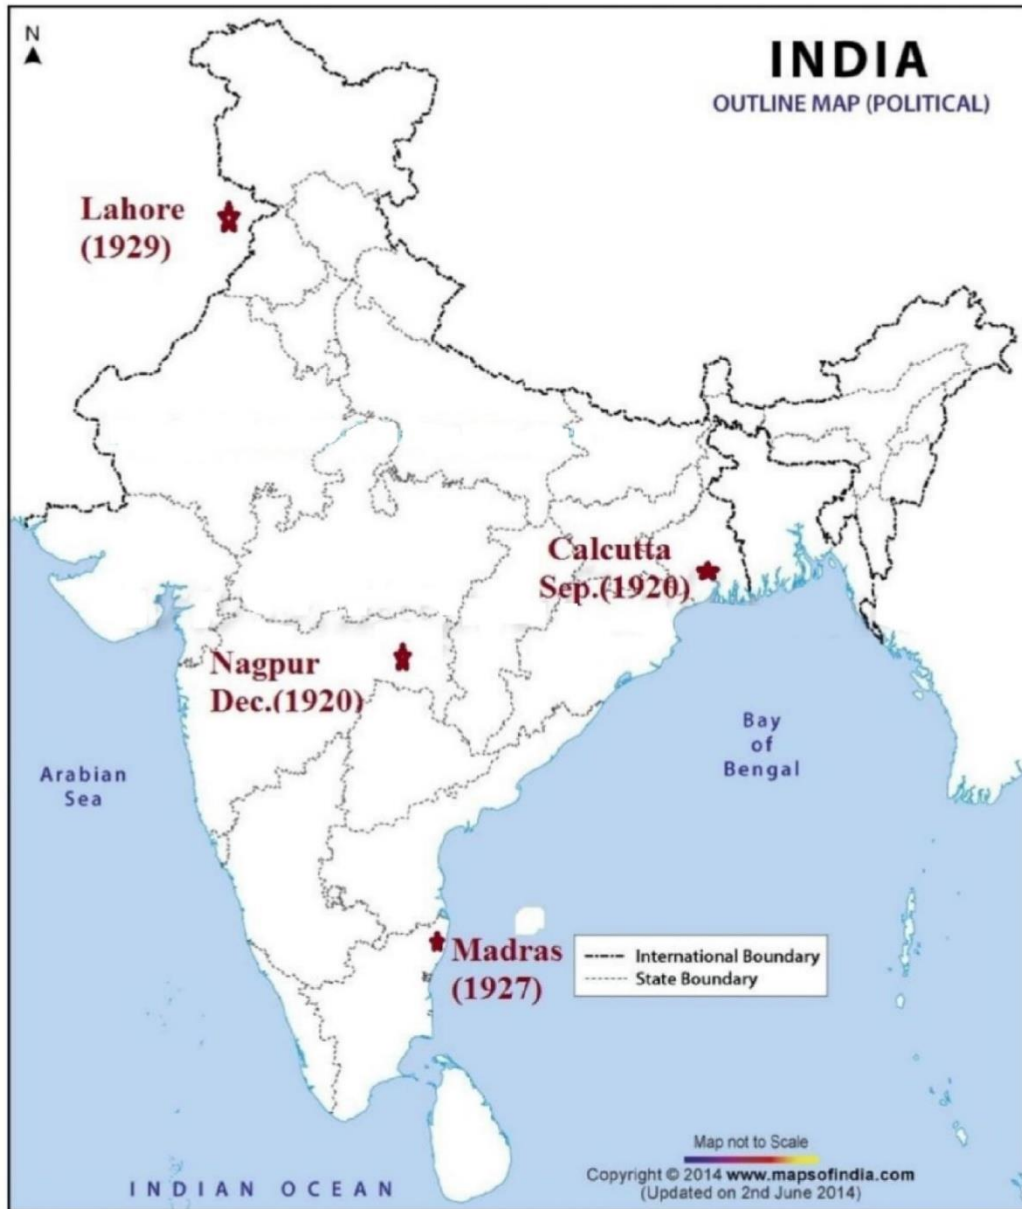 N
INDIA
OUTLINE MAP (POLITICAL)
Lahore
(1929)
Calcutta
Sep.(1920)
Nagpur
Dec.(1920)
Arabian
Sea
Bay
of
Bengal
Madras
(1927)
International Boundary
State Boundary
Map not to Scale
Copyright © 2014 www.mapsofindia.com
(Updated on 2nd June 2014)
INDIAN OCEAN